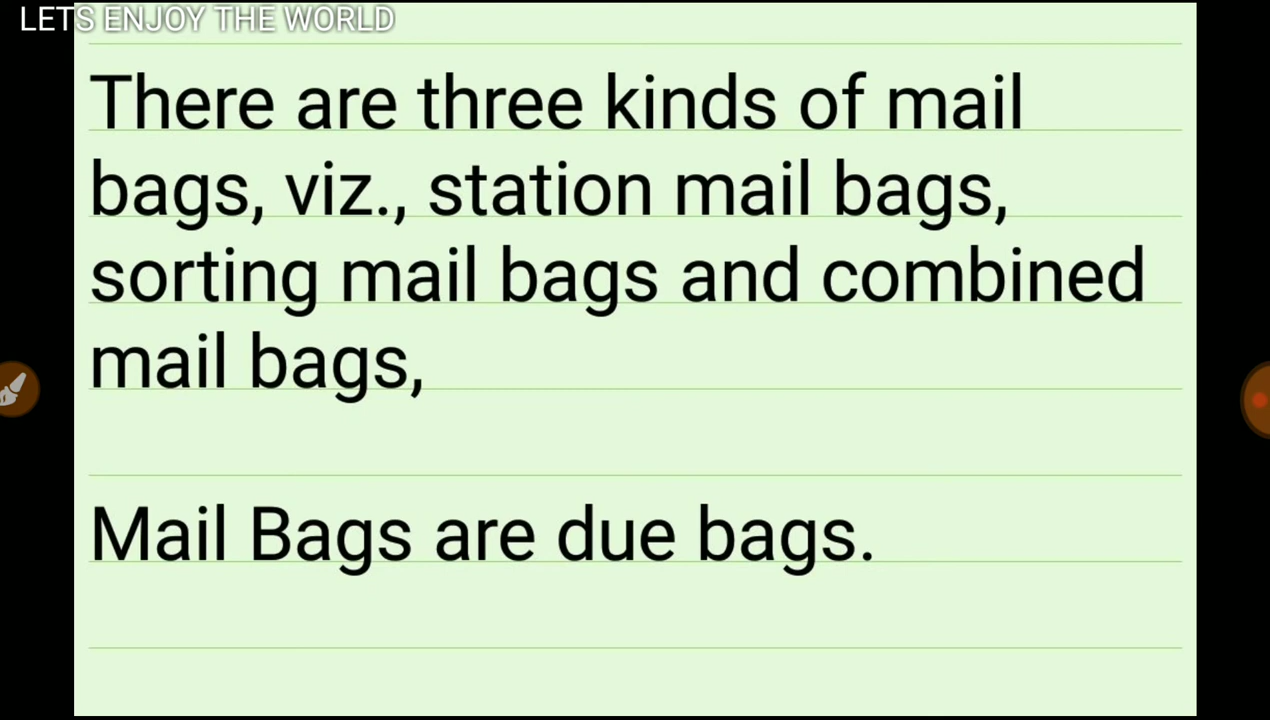 LETS ENJOY THE WORLD
There are three kinds of mail
bags, viz., station mail bags,
sorting mail bags and combined
mail bags,
Mail Bags are due bags.